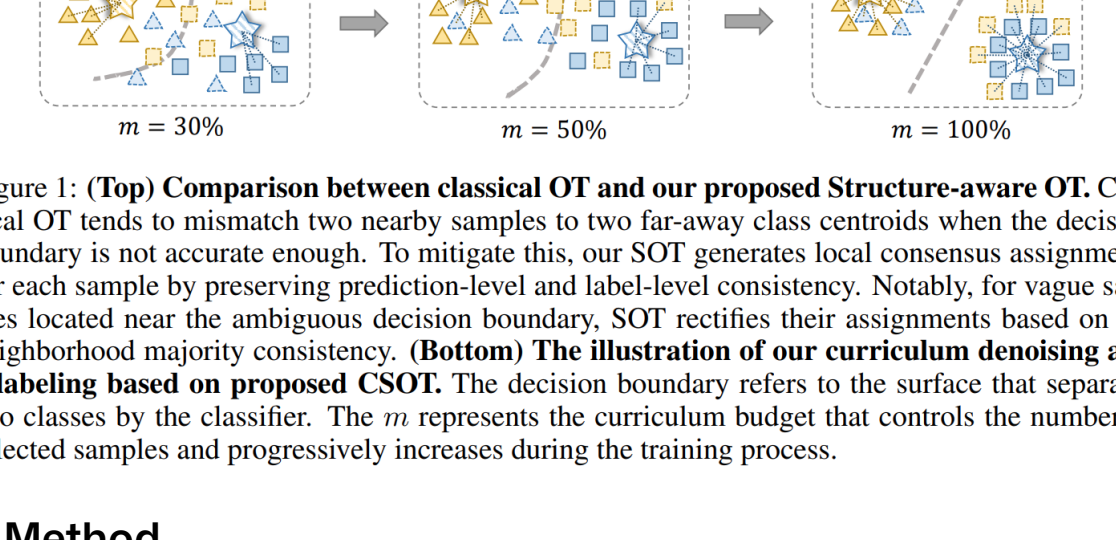 m = 30%
m = 50%
m = 100%
gure 1: (Top) Comparison between classical OT and our proposed Structure-aware OT. C
cal OT tends to mismatch two nearby samples to two far-away class centroids when the decis
undary is not accurate enough. To mitigate this, our SOT generates local consensus assignme
r each sample by preserving prediction-level and label-level consistency. Notably, for vague s
es located near the ambiguous decision boundary, SOT rectifies their assignments based on
ighborhood majority consistency. (Bottom) The illustration of our curriculum denoising a
labeling based on proposed CSOT. The decision boundary refers to the surface that separa
o classes by the classifier. The m represents the curriculum budget that controls the number
lected samples and progressively increases during the training process.
Method